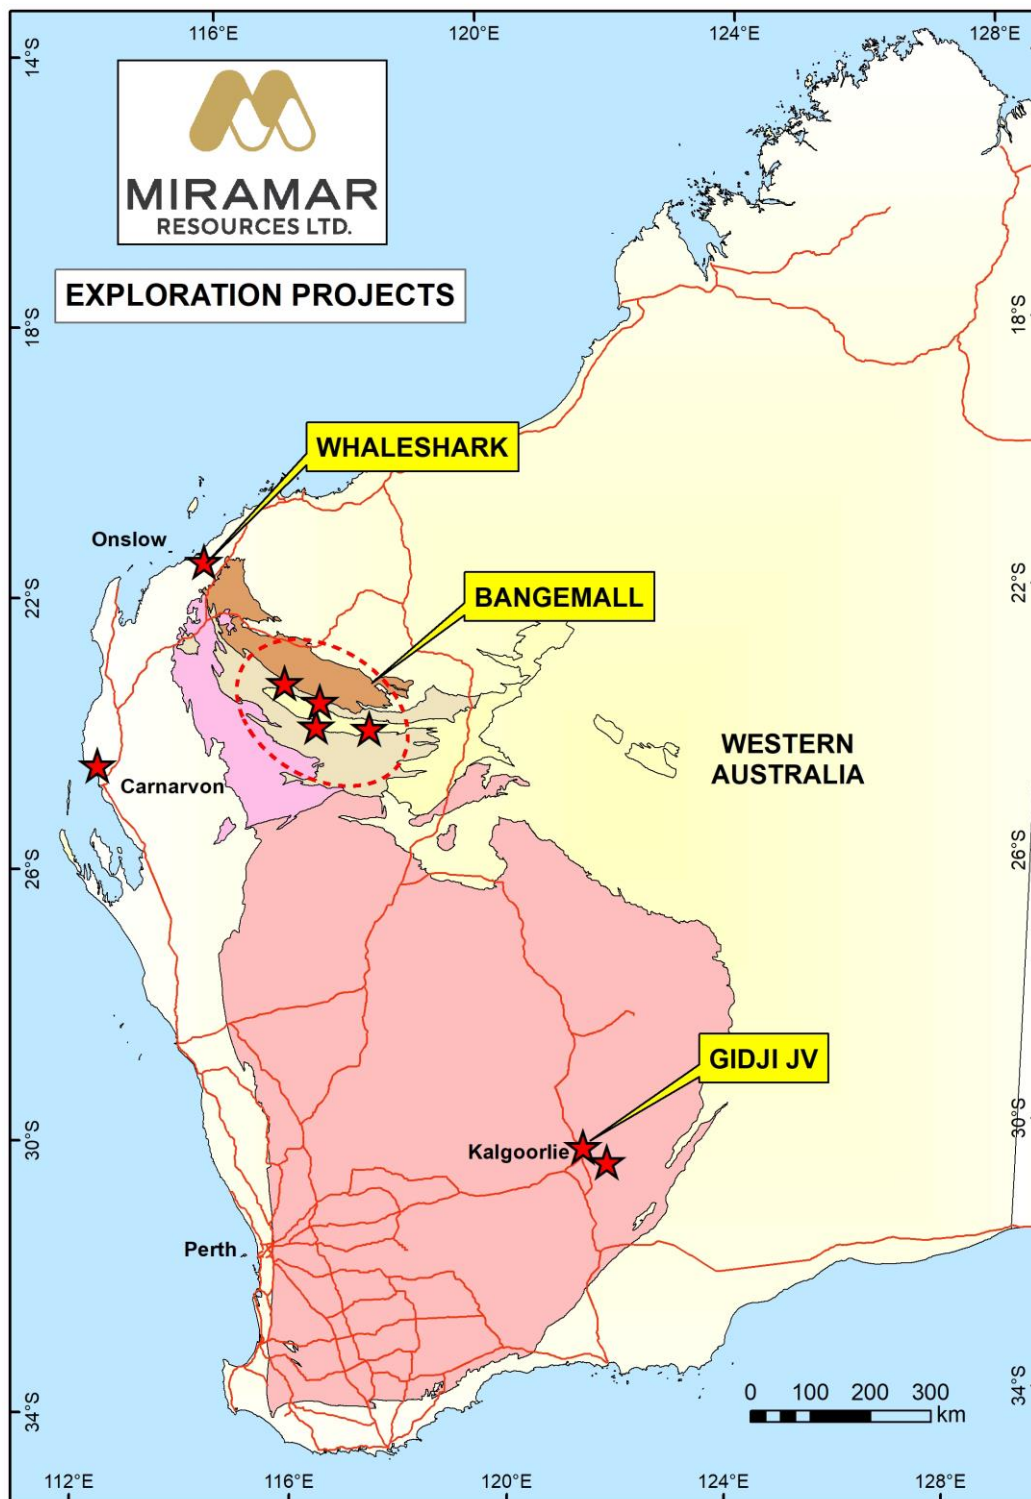 116°E
120°E
124°E
128°E
14°S
MIRAMAR
RESOURCES LTD.
EXPLORATION PROJECTS
18°S
18°S
WHALESHARK
Onslow
22°S
22°S
BANGEMALL
WESTERN
AUSTRALIA
Carnarvon
26°S
26°S
GIDJI JV
30°S
30°S
Kalgoorlie
Perth
34°S
34°S
0 100 200 300
km
112°E
116°E
120°E
124°E
128°E